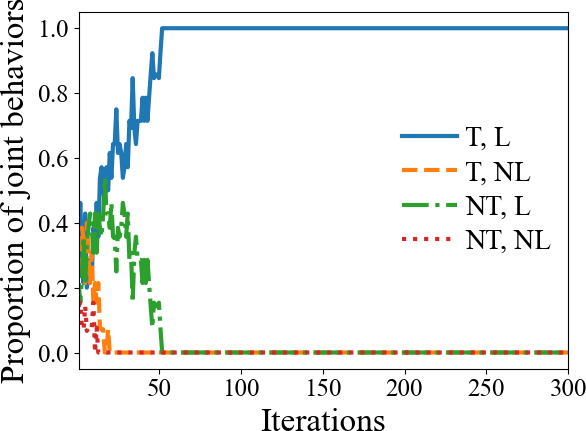 Proportion of joint behaviors
1.0
0.8
0.6
0.4
0.2
0.0
T, L
T, NL
NT, L
NT, NL
50
100
150
200
250
300
Iterations